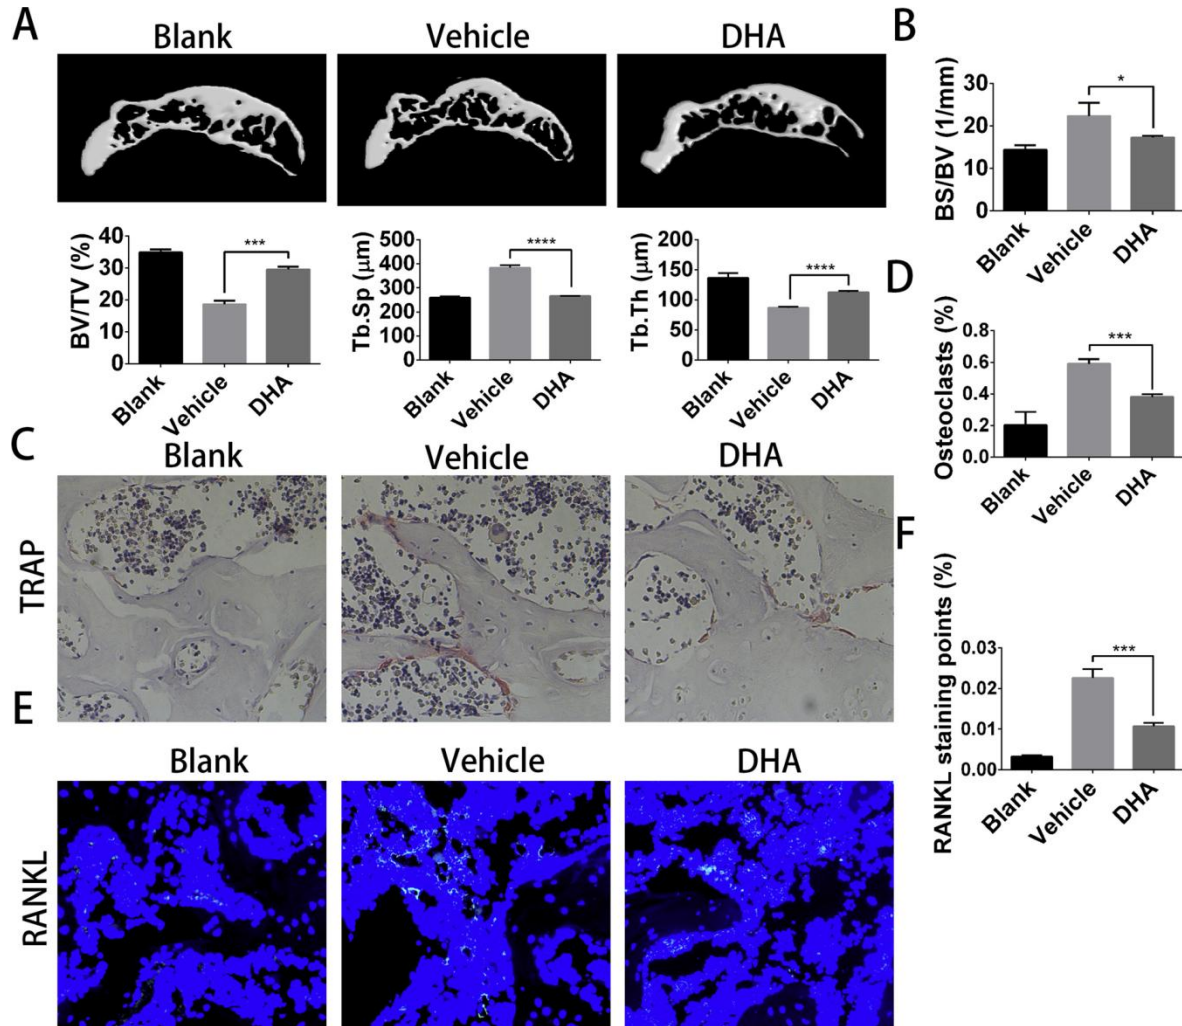 A
Blank
Vehicle
DHA
BV/TV (%)
40
30
20
10
0
Blank
Vehicle
DHA
***
Tb.Sp (μm)
500
400
300
200
100
0
Blank
Vehicle
DHA
****
Tb.Th (μm)
200
150
100
50
0
Blank
Vehicle
DHA
****
B
BS/BV (1/mm)
30
20
10
0
Blank
Vehicle
DHA
*
C
Blank
Vehicle
DHA
TRAP
D
Osteoclasts (%)
0.8
0.6
0.4
0.2
0.0
Blank
Vehicle
DHA
***
E
Blank
Vehicle
DHA
RANKL
F
RANKL staining points (%)
0.03
0.02
0.01
0.00
Blank
Vehicle
DHA
***